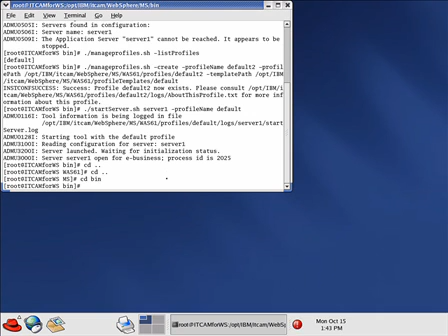 root@ITCAMforWS:/opt/IBM/itcam/WebSphere/MS/bin
File Edit View Terminal Go Help
ADMU0505I: Servers found in configuration:
ADMU0506I: Server name: server1
ADMU0509I: The Application Server "server1" cannot be reached. It appears to be
stopped.
[root@ITCAMforWS bin]# ./manageprofiles.sh -listProfiles
[default]
[root@ITCAMforWS bin]# ./manageprofiles.sh -create -profileName default2 -profil
ePath /opt/IBM/itcam/WebSphere/MS/WAS61/profiles/default2 -templatePath /opt/IBM
/itcam/WebSphere/MS/WAS61/profileTemplates/default
INSTCONFSUCCESS: Success: Profile default2 now exists. Please consult /opt/IBM/i
tcam/WebSphere/MS/WAS61/profiles/default2/logs/AboutThisProfile.txt for more inf
ormation about this profile.
[root@ITCAMforWS bin]# ./startServer.sh server1 -profileName default
ADMU0116I: Tool information is being logged in file
/opt/IBM/itcam/WebSphere/MS/WAS61/profiles/default/logs/server1/start
Server.log
ADMU0128I: Starting tool with the default profile
ADMU3100I: Reading configuration for server: server1
ADMU3200I: Server launched. Waiting for initialization status.
ADMU3000I: Server server1 open for e-business; process id is 2025
[root@ITCAMforWS bin]# cd ..
[root@ITCAMforWS WAS61]# cd ..
[root@ITCAMforWS MS]# cd bin
[root@ITCAMforWS bin]#
root@ITCAMforWS:/opt/IBM/itcam/WebSp
Mon Oct 15
1:43 PM